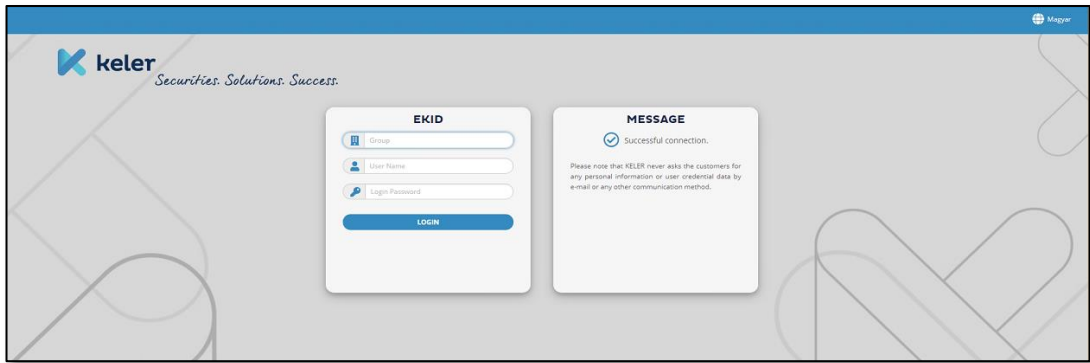 Magyar
keler
Securities. Solutions. Success.
EKID
Group
User Name
Login Password
LOGIN
MESSAGE
Successful connection.
Please note that KELER never asks the customers for
any personal information or user credential data by
e-mail or any other communication method.